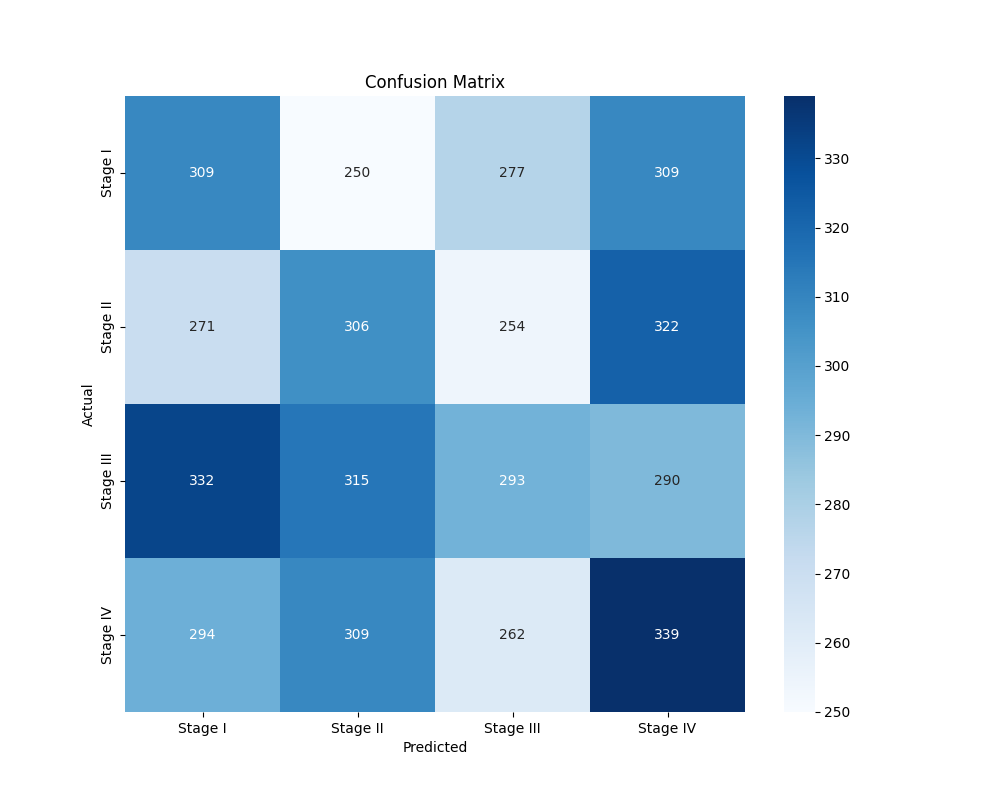 Confusion Matrix
Actual
Stage I 309 250 277 309
Stage II 271 306 254 322
Stage III 332 315 293 290
Stage IV 294 309 262 339
Stage I Stage II Stage III Stage IV
Predicted
330
320
310
300
290
280
270
260
250